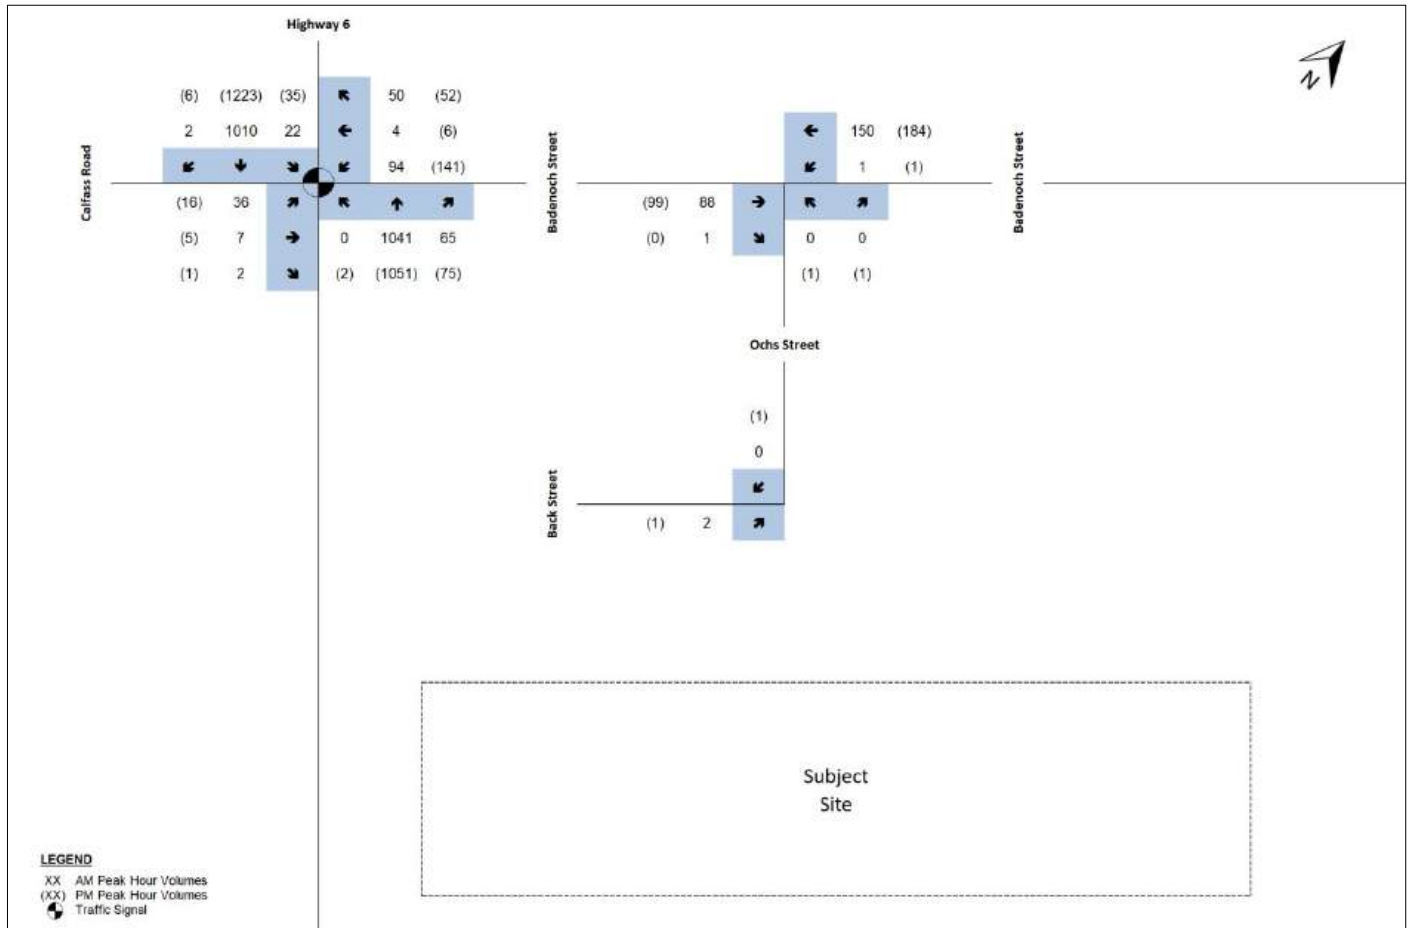 Highway 6
(6) (1223) (35) 50 (52)
2 1010 22 4 (6)
94 (141)
Calfass Road
(16) 36
(5) 7 0 1041 65
(1) 2 (2) (1051) (75)
Badenoch Street
150 (184)
1 (1)
(99) 88
(0) 1 0 0
(1) (1)
Badenoch Street
Ochs Street
(1)
0
Back Street
(1) 2
N
Subject
Site
LEGEND
XX AM Peak Hour Volumes
(XX) PM Peak Hour Volumes
Traffic Signal